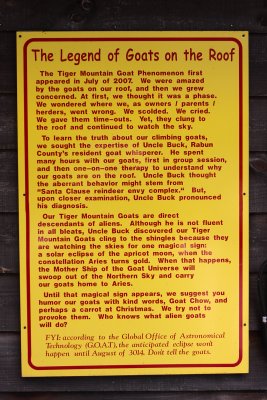 The Legend of Goats on the Roof
The Tiger Mountain Goat Phenomenon first
appeared in July of 2007. We were amazed
by the goats on our roof, and then we grew
concerned. At first, we thought it was a phase.
We wondered where we, as owners / parents /
herders, went wrong. We scolded. We cried.
We gave them time-outs. Yet, they clung to
the roof and continued to watch the sky.
To learn the truth about our climbing goats,
we sought the expertise of Uncle Buck, Rabun
County's resident goat whisperer. He spent
many hours with our goats, first in group session,
and then one-on-one therapy to understand why
our goats are on the roof. Uncle Buck thought
the aberrant behavior might stem from
"Santa Clause reindeer envy complex." But,
upon closer examination, Uncle Buck pronounced
his diagnosis.
Our Tiger Mountain Goats are direct
descendants of aliens. Although he is not fluent
in all bleats, Uncle Buck discovered our Tiger
Mountain Goats cling to the shingles because they
are watching the skies for one magical sign:
a solar eclipse of the apricot moon, when the
constellation Aries turns gold. When that happens,
the Mother Ship of the Goat Universe will
swoop out of the Northern Sky and carry
our goats home to Aries.
Until that magical sign appears, we suggest you
humor our goats with kind words, Goat Chow, and
perhaps a carrot at Christmas. We try not to
provoke them. Who knows what alien goats
will do?
FYI: according to the Global Office of Astronomical
Technology (G.O.A.T.), the anticipated eclipse won't
happen until August of 3014. Don't tell the goats.